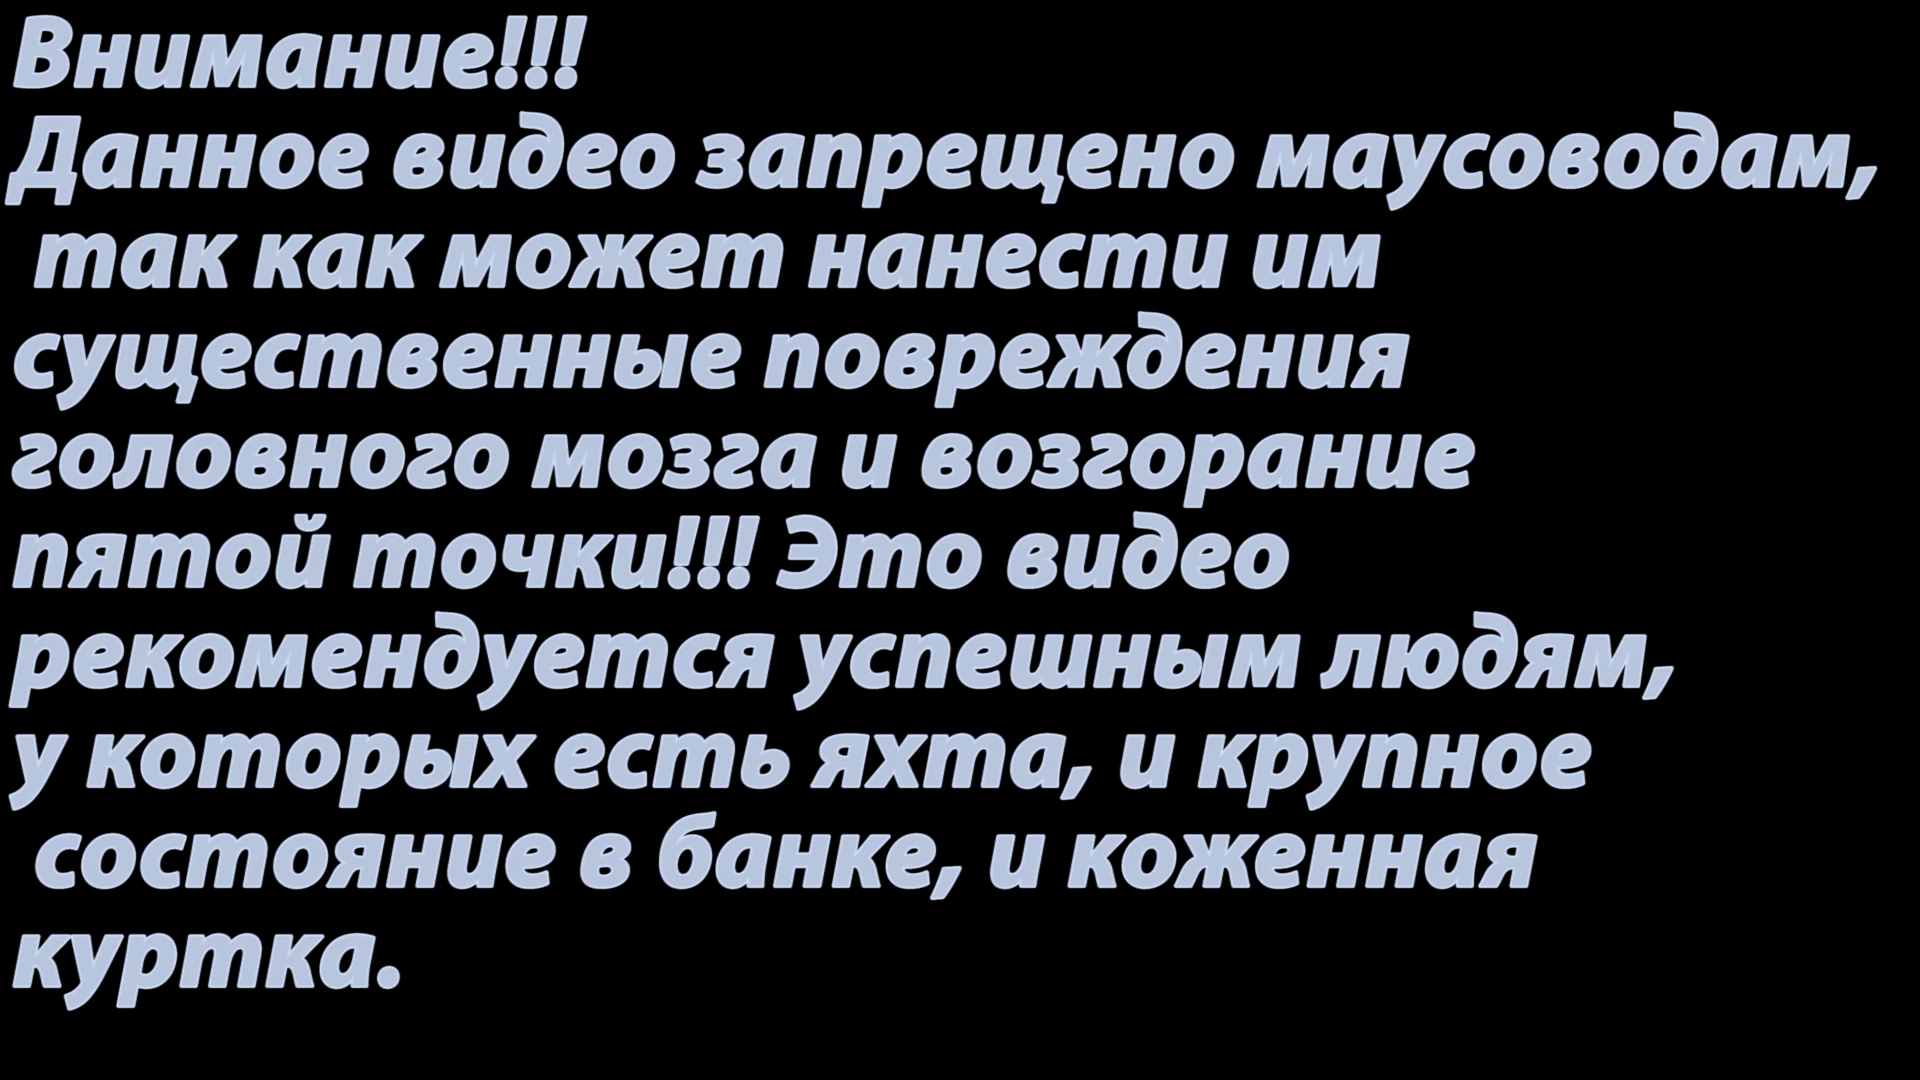 Внимание!!!
Данное видео запрещено маусоводам,
так как может нанести им
существенные повреждения
головного мозга и возгорание
пятой точки!!! Это видео
рекомендуется успешным людям,
у которых есть яхта, и крупное
состояние в банке, и коженная
куртка.